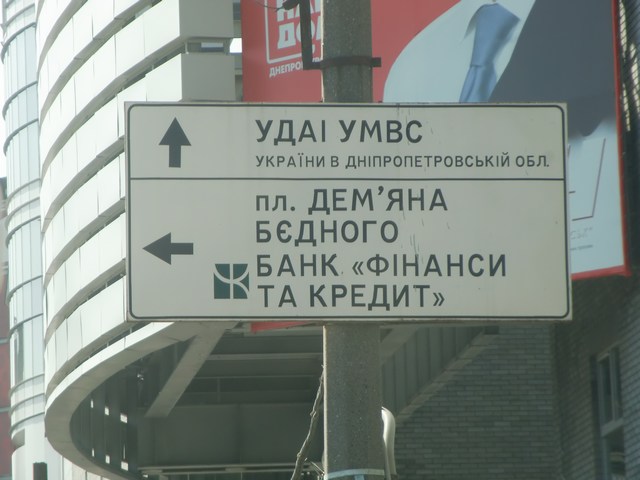 УДАІ УМВС
УКРАЇНИ В ДНІПРОПЕТРОВСЬКІЙ ОБЛ.
пл. ДЕМ’ЯНА
БЄДНОГО
БАНК «ФІНАНСИ
ТА КРЕДИТ»